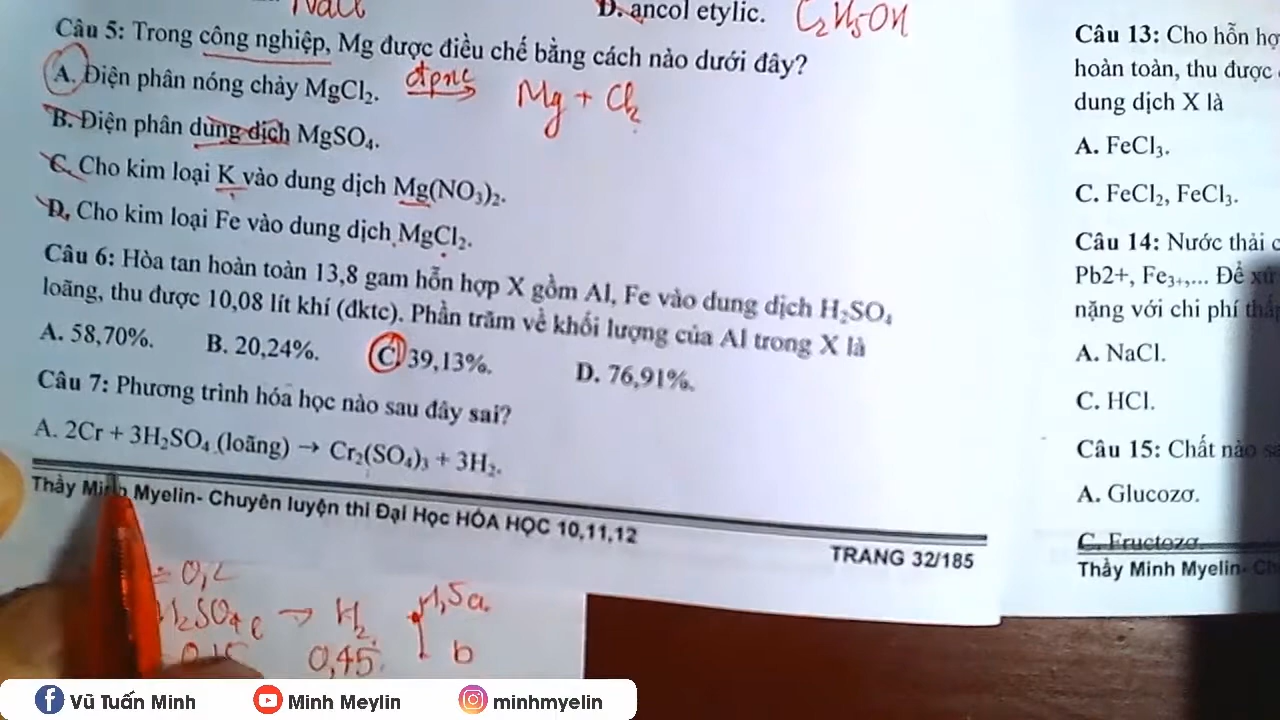 NaCl
D. ancol etylic. C₂H₅OH
Câu 5: Trong công nghiệp, Mg được điều chế bằng cách nào dưới đây?
A. Điện phân nóng chảy MgCl₂. đpnc Mg + Cl₂
B. Điện phân dung dịch MgSO₄.
C. Cho kim loại K vào dung dịch Mg(NO₃)₂.
D. Cho kim loại Fe vào dung dịch MgCl₂.
Câu 6: Hòa tan hoàn toàn 13,8 gam hỗn hợp X gồm Al, Fe vào dung dịch H₂SO₄
loãng, thu được 10,08 lít khí (đktc). Phần trăm về khối lượng của Al trong X là
A. 58,70%. B. 20,24%. C 39,13%. D. 76,91%.
Câu 7: Phương trình hóa học nào sau đây sai?
A. 2Cr + 3H₂SO₄ (loãng) → Cr₂(SO₄)₃ + 3H₂.
Thầy Minh Myelin- Chuyên luyện thi Đại Học HÓA HỌC 10,11,12
TRANG 32/185
= 0,2
H₂SO₄ l → H₂ 1,5a
0,15 0,45 b
Câu 13: Cho hỗn hợ
hoàn toàn, thu được
dung dịch X là
A. FeCl₃.
C. FeCl₂, FeCl₃.
Câu 14: Nước thải c
Pb2+, Fe₃₊,... Để xử
nặng với chi phí thấp
A. NaCl.
C. HCl.
Câu 15: Chất nào sa
A. Glucozơ.
C. Fructozơ.
Thầy Minh Myelin- Ch
Vũ Tuấn Minh Minh Meylin minhmyelin